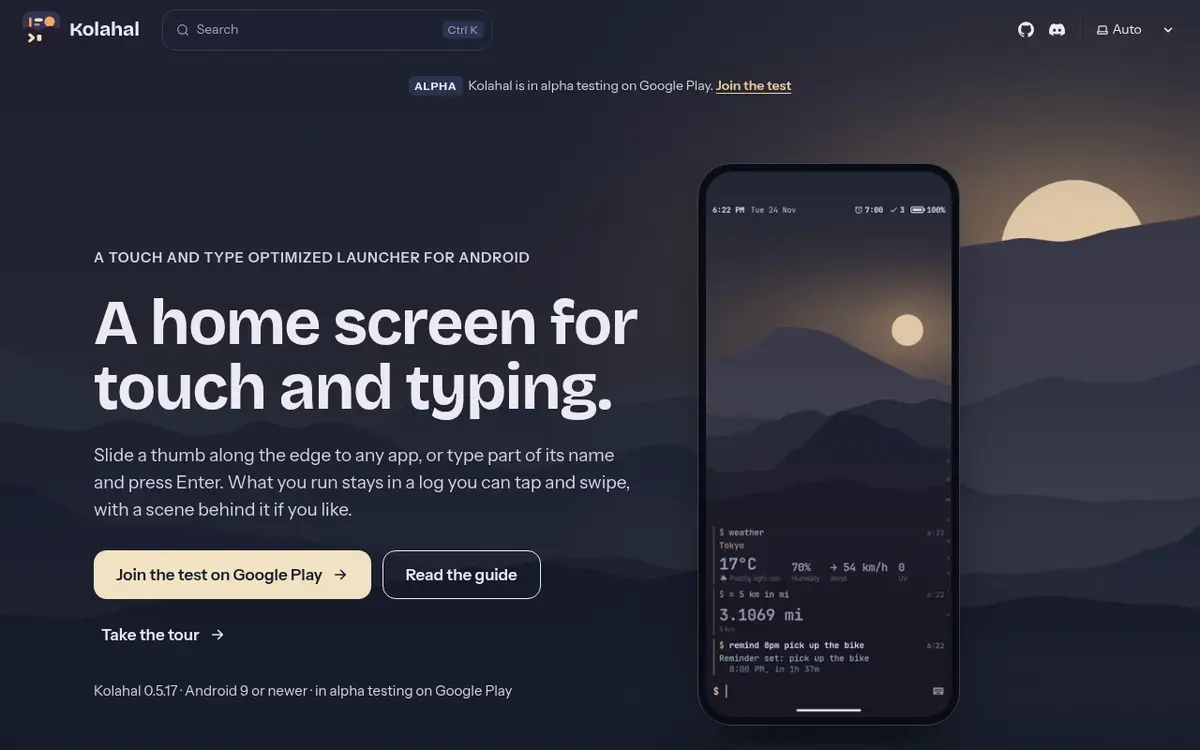 Kolahal
Search
Ctrl K
Auto
ALPHA Kolahal is in alpha testing on Google Play. Join the test
A TOUCH AND TYPE OPTIMIZED LAUNCHER FOR ANDROID
A home screen for
touch and typing.
Slide a thumb along the edge to any app, or type part of its name
and press Enter. What you run stays in a log you can tap and swipe,
with a scene behind it if you like.
Join the test on Google Play →
Read the guide
Take the tour →
Kolahal 0.5.17 · Android 9 or newer · in alpha testing on Google Play
6:22 PM Tue 24 Nov 7:00 ✓ 3 100%
$ weather 6:22
Tokyo
17°C 70% → 54 km/h 0
Patchy light rain Humidity Wind UV
$ = 5 km in mi 6:22
3.1069 mi
5 km
$ remind 8pm pick up the bike 6:22
Reminder set: pick up the bike
8:00 PM, in 1h 37m
$